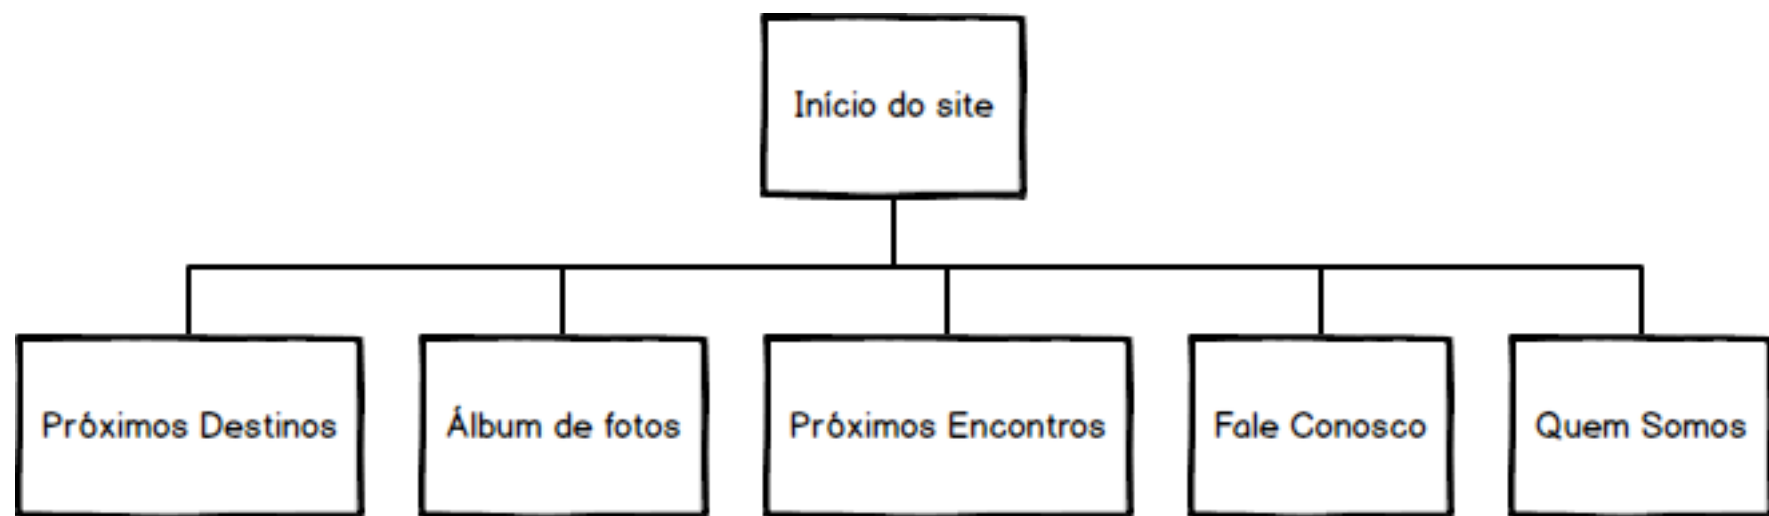 Início do site
Próximos Destinos
Álbum de fotos
Próximos Encontros
Fale Conosco
Quem Somos